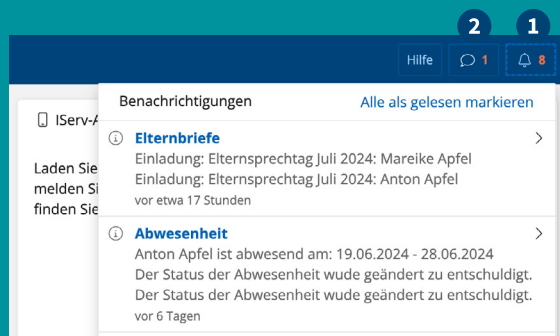 2 1
Hilfe 1 8
Benachrichtigungen Alle als gelesen markieren
IServ-A
Elternbriefe
Einladung: Elternsprechtag Juli 2024: Mareike Apfel
Einladung: Elternsprechtag Juli 2024: Anton Apfel
vor etwa 17 Stunden
Laden Sie
melden Si
finden Sie
Abwesenheit
Anton Apfel ist abwesend am: 19.06.2024 - 28.06.2024
Der Status der Abwesenheit wude geändert zu entschuldigt.
Der Status der Abwesenheit wude geändert zu entschuldigt.
vor 6 Tagen